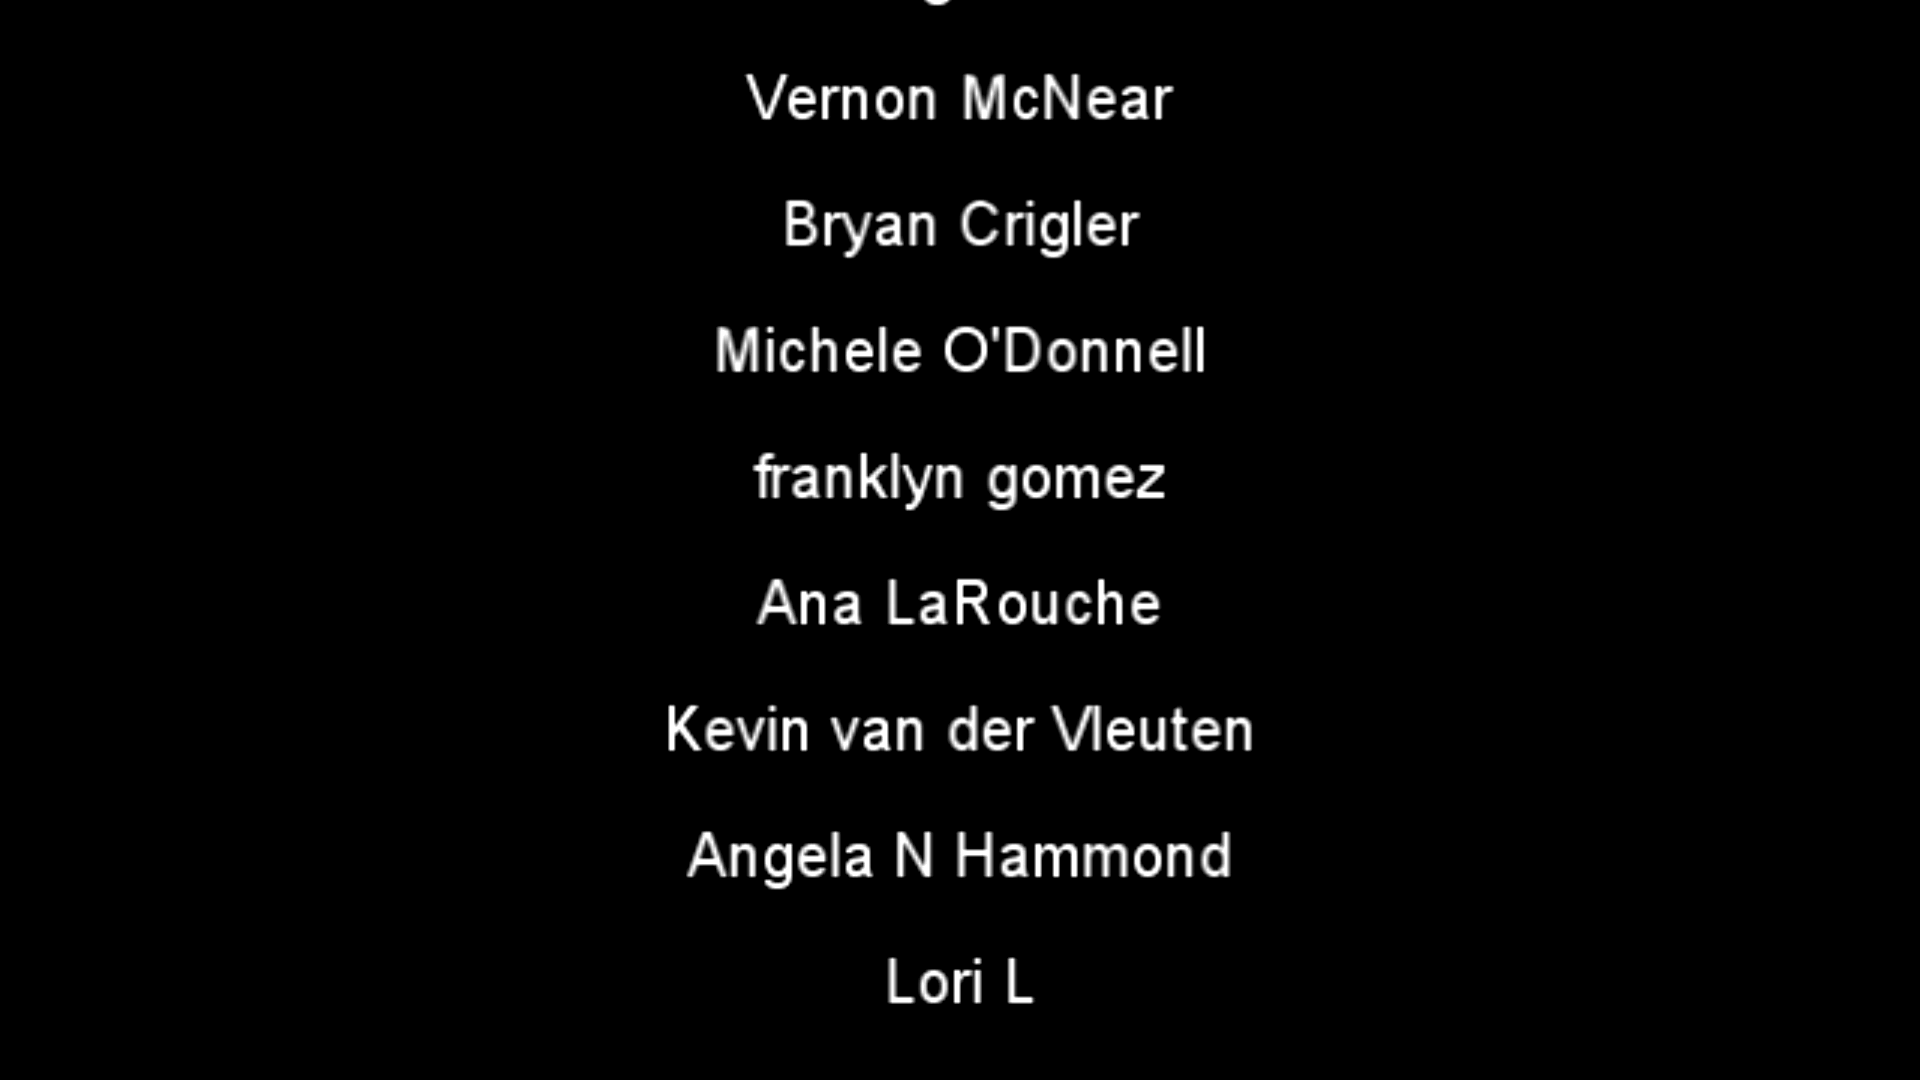 Vernon McNear
Bryan Crigler
Michele O'Donnell
franklyn gomez
Ana LaRouche
Kevin van der Vleuten
Angela N Hammond
Lori L